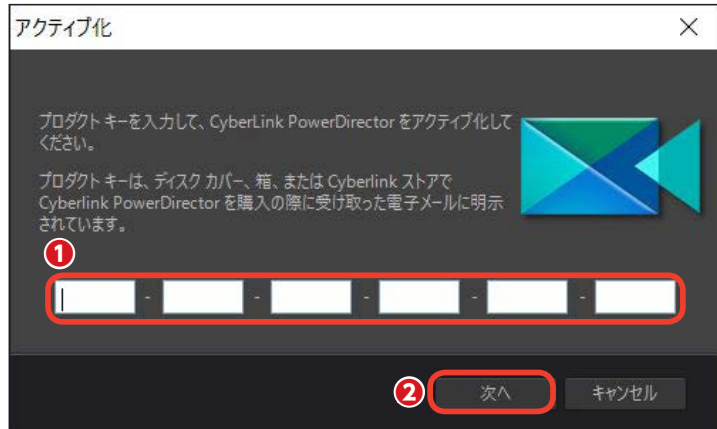 アクティブ化
プロダクト キーを入力して、CyberLink PowerDirector をアクティブ化して
ください。
プロダクト キーは、ディスク カバー、箱、または Cyberlink ストアで
Cyberlink PowerDirector を購入の際に受け取った電子メールに明示
されています。
1
- - - - -
2 次へ キャンセル